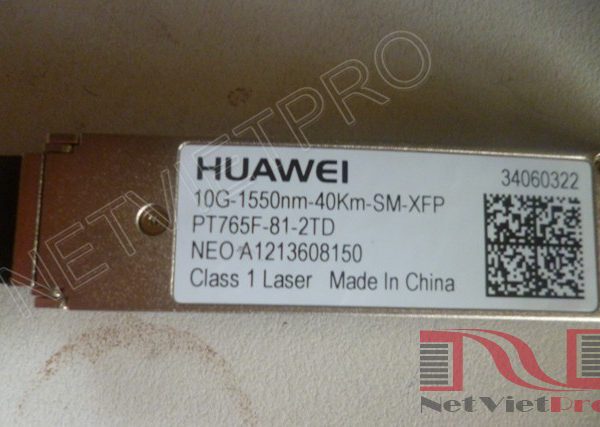 NETVIETPRO
HUAWEI
34060322
10G-1550nm-40Km-SM-XFP
PT765F-81-2TD
NEO A1213608150
Class 1 Laser Made In China
NetVietPro